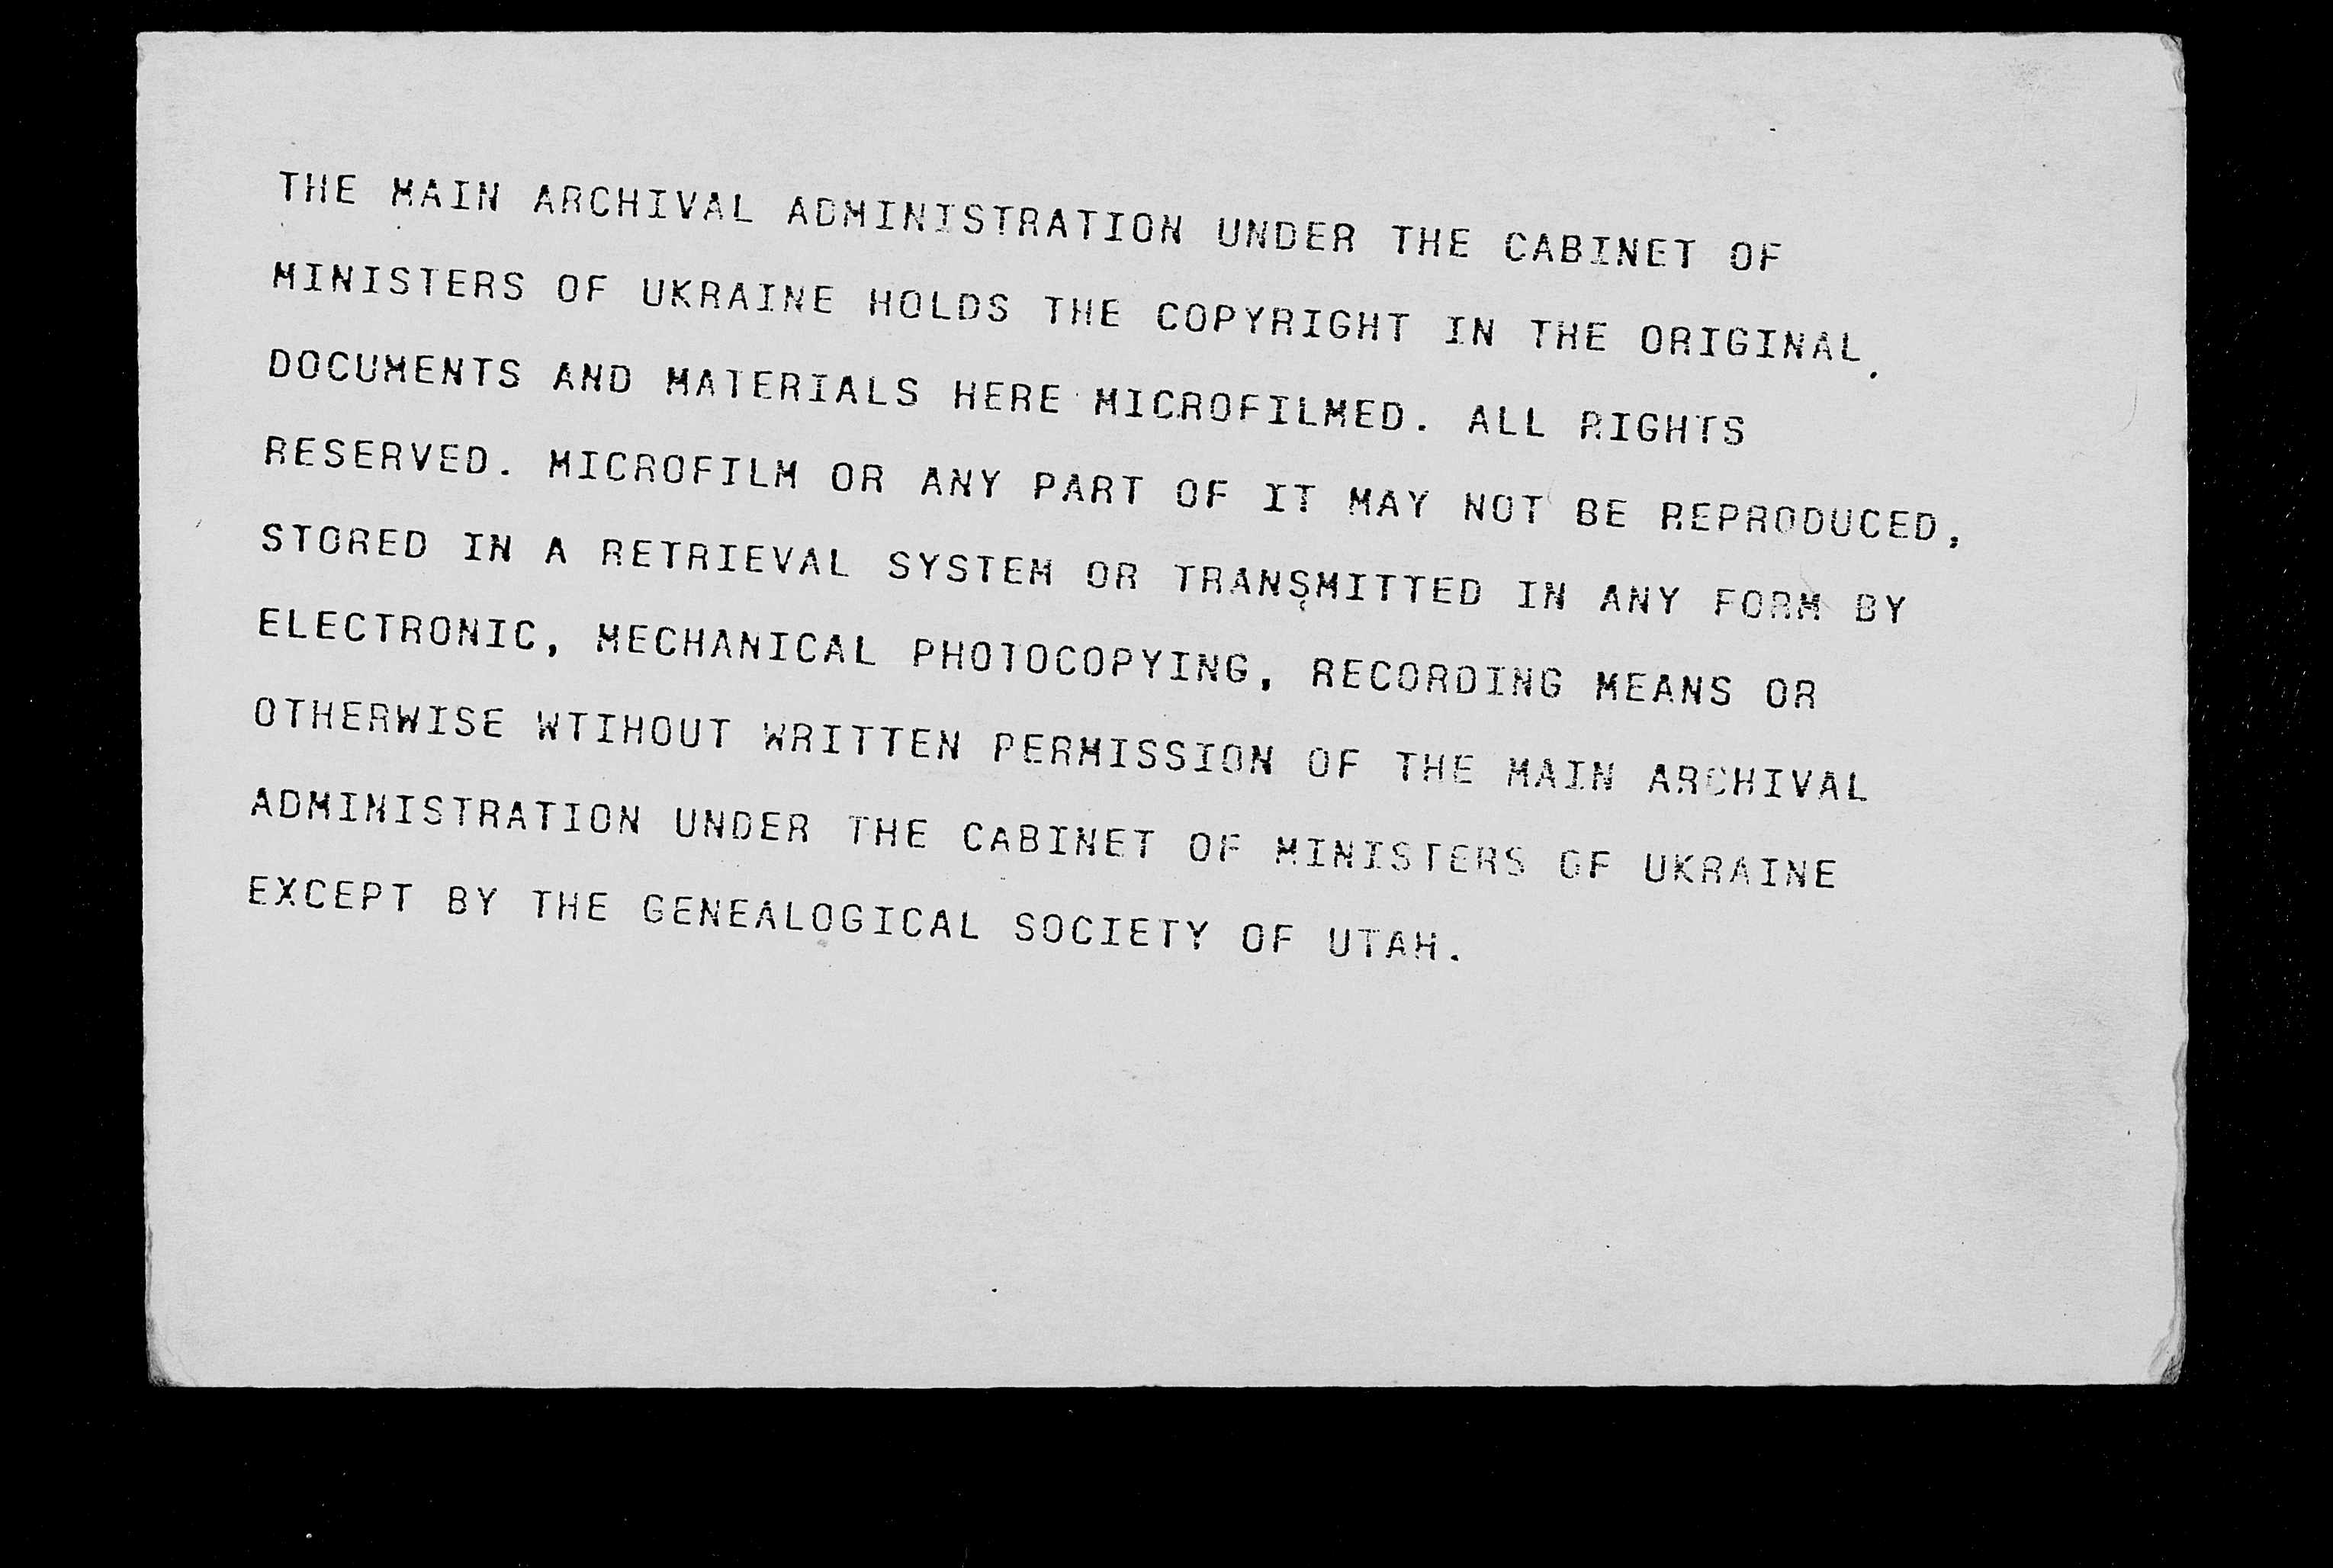 THE MAIN ARCHIVAL ADMINISTRATION UNDER THE CABINET OF
MINISTERS OF UKRAINE HOLDS THE COPYRIGHT IN THE ORIGINAL
DOCUMENTS AND MATERIALS HERE MICROFILMED. ALL RIGHTS
RESERVED. MICROFILM OR ANY PART OF IT MAY NOT BE REPRODUCED,
STORED IN A RETRIEVAL SYSTEM OR TRANSMITTED IN ANY FORM BY
ELECTRONIC, MECHANICAL PHOTOCOPYING, RECORDING MEANS OR
OTHERWISE WTIHOUT WRITTEN PERMISSION OF THE MAIN ARCHIVAL
ADMINISTRATION UNDER THE CABINET OF MINISTERS OF UKRAINE
EXCEPT BY THE GENEALOGICAL SOCIETY OF UTAH.